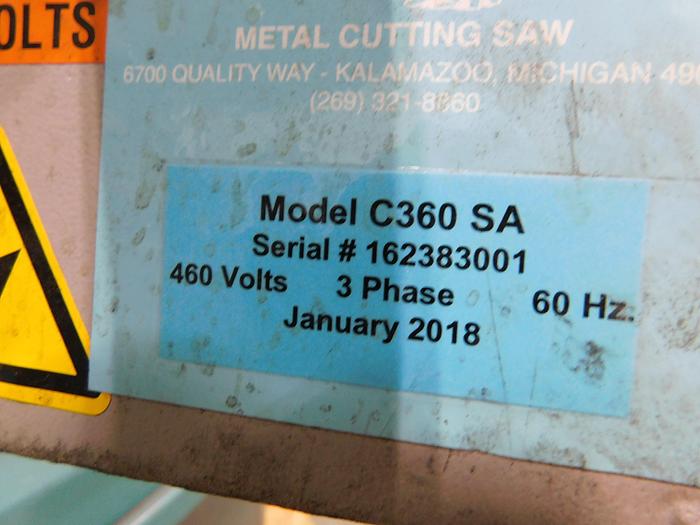 OLTS
METAL CUTTING SAW
6700 QUALITY WAY - KALAMAZOO, MICHIGAN 490
(269) 321-8860
Model C360 SA
Serial # 162383001
460 Volts 3 Phase 60 Hz.
January 2018